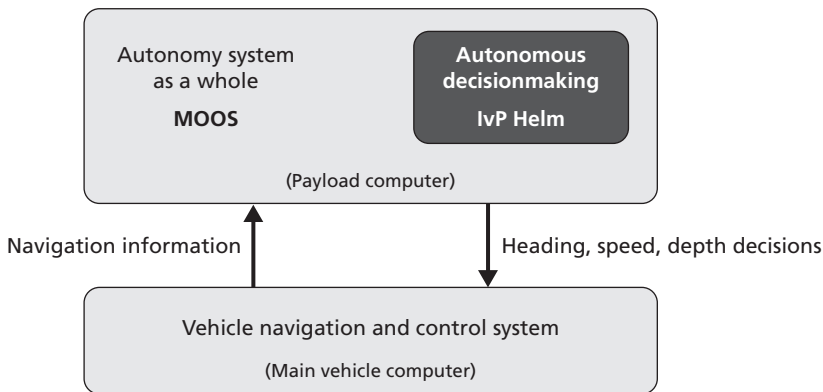 Autonomy system
as a whole
MOOS
Autonomous
decisionmaking
IvP Helm
(Payload computer)
Navigation information
Heading, speed, depth decisions
Vehicle navigation and control system
(Main vehicle computer)